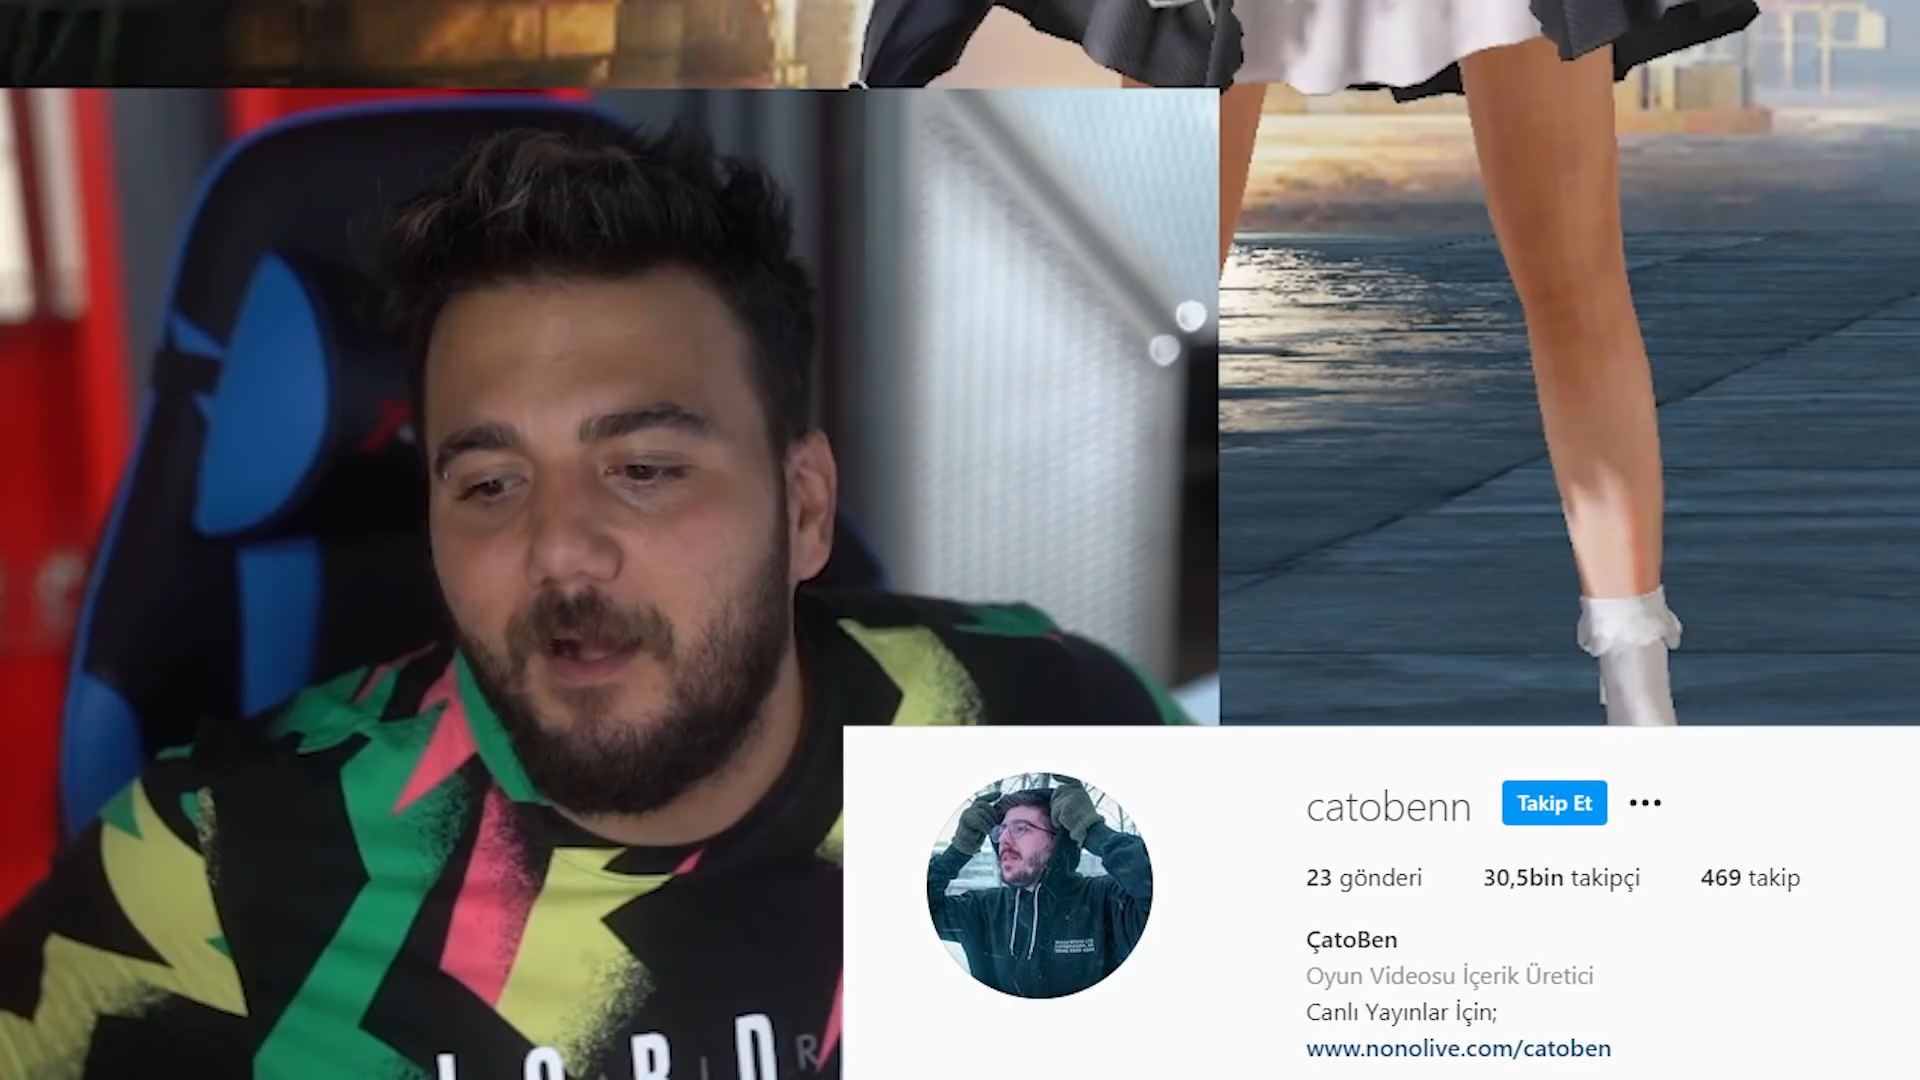 catobenn Takip Et
23 gönderi 30,5bin takipçi 469 takip
ÇatoBen
Oyun Videosu İçerik Üretici
Canlı Yayınlar İçin;
www.nonolive.com/catoben